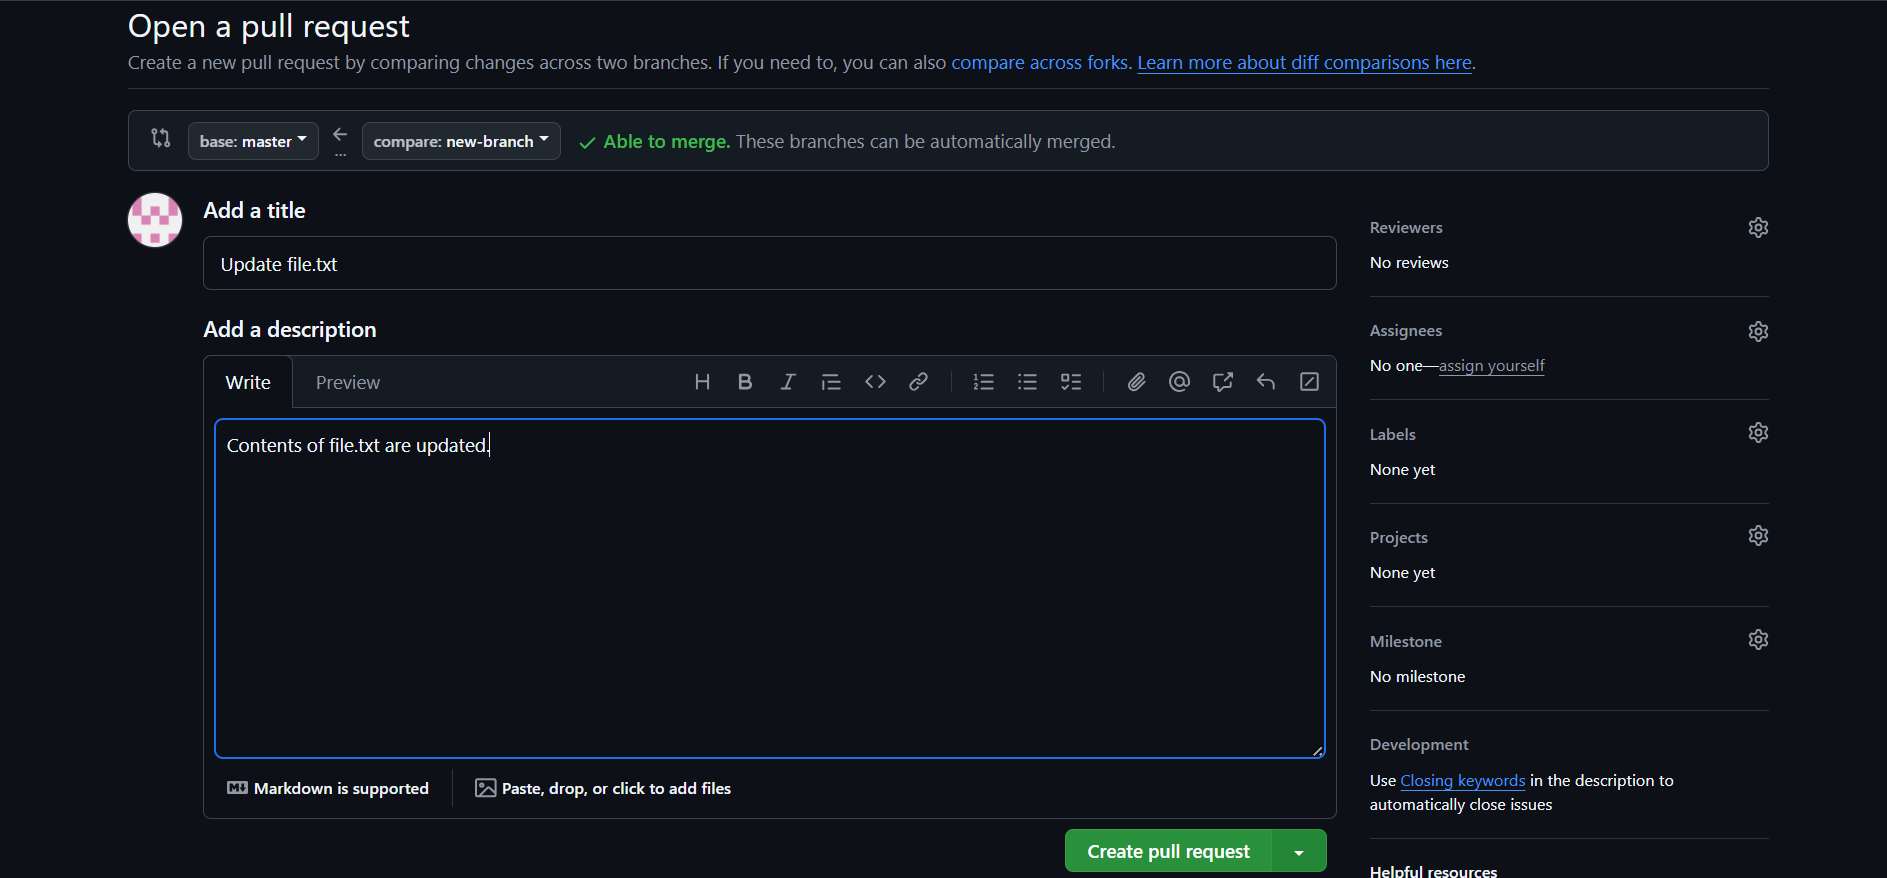 Open a pull request
Create a new pull request by comparing changes across two branches. If you need to, you can also compare across forks. Learn more about diff comparisons here.
base: master
...
compare: new-branch
Able to merge. These branches can be automatically merged.
Add a title
Update file.txt
Add a description
Write
Preview
Contents of file.txt are updated.
Markdown is supported
Paste, drop, or click to add files
Create pull request
Reviewers
No reviews
Assignees
No one—assign yourself
Labels
None yet
Projects
None yet
Milestone
No milestone
Development
Use Closing keywords in the description to
automatically close issues
Helpful resources